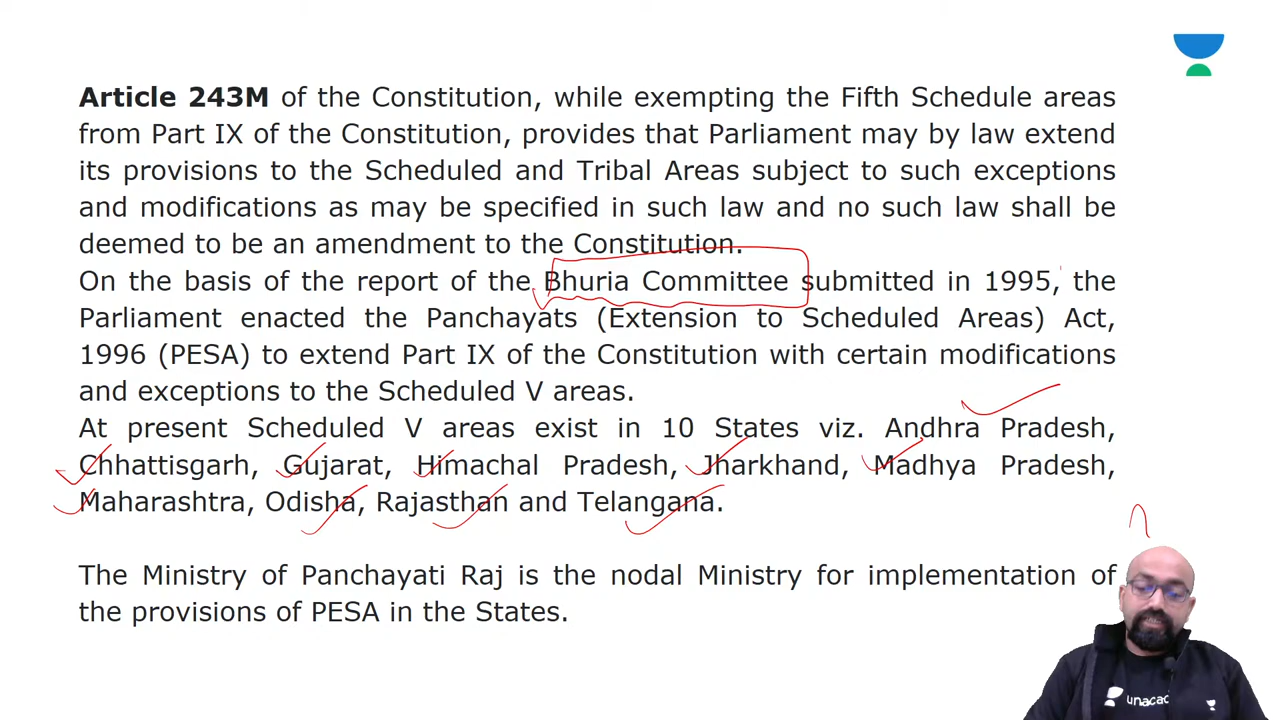 Article 243M of the Constitution, while exempting the Fifth Schedule areas
from Part IX of the Constitution, provides that Parliament may by law extend
its provisions to the Scheduled and Tribal Areas subject to such exceptions
and modifications as may be specified in such law and no such law shall be
deemed to be an amendment to the Constitution.
On the basis of the report of the Bhuria Committee submitted in 1995, the
Parliament enacted the Panchayats (Extension to Scheduled Areas) Act,
1996 (PESA) to extend Part IX of the Constitution with certain modifications
and exceptions to the Scheduled V areas.
At present Scheduled V areas exist in 10 States viz. Andhra Pradesh,
Chhattisgarh, Gujarat, Himachal Pradesh, Jharkhand, Madhya Pradesh,
Maharashtra, Odisha, Rajasthan and Telangana.
The Ministry of Panchayati Raj is the nodal Ministry for implementation of
the provisions of PESA in the States.
unacad